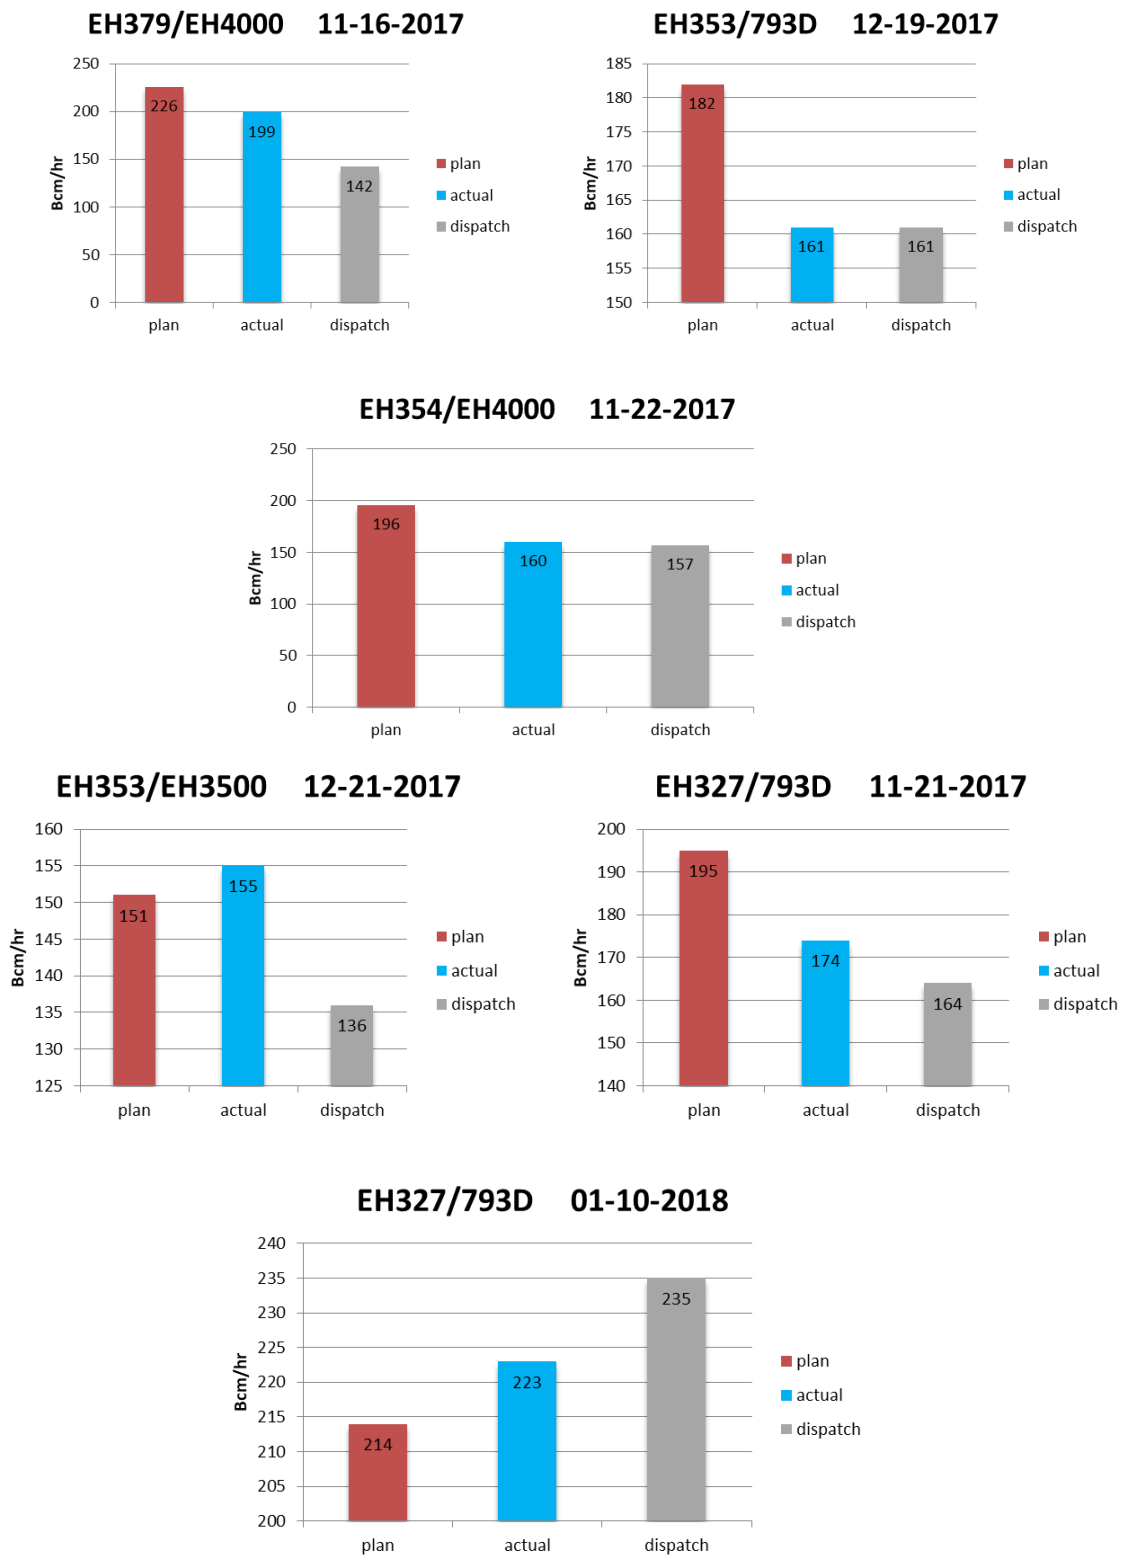 EH379/EH4000 11-16-2017
250
200
150
100
50
0
Bcm/hr
226
199
142
plan
actual
dispatch
plan
actual
dispatch
EH353/793D 12-19-2017
185
180
175
170
165
160
155
150
Bcm/hr
182
161
161
plan
actual
dispatch
plan
actual
dispatch
EH354/EH4000 11-22-2017
250
200
150
100
50
0
Bcm/hr
196
160
157
plan
actual
dispatch
plan
actual
dispatch
EH353/EH3500 12-21-2017
160
155
150
145
140
135
130
125
Bcm/hr
151
155
136
plan
actual
dispatch
plan
actual
dispatch
EH327/793D 11-21-2017
200
190
180
170
160
150
140
Bcm/hr
195
174
164
plan
actual
dispatch
plan
actual
dispatch
EH327/793D 01-10-2018
240
235
230
225
220
215
210
205
200
Bcm/hr
214
223
235
plan
actual
dispatch
plan
actual
dispatch